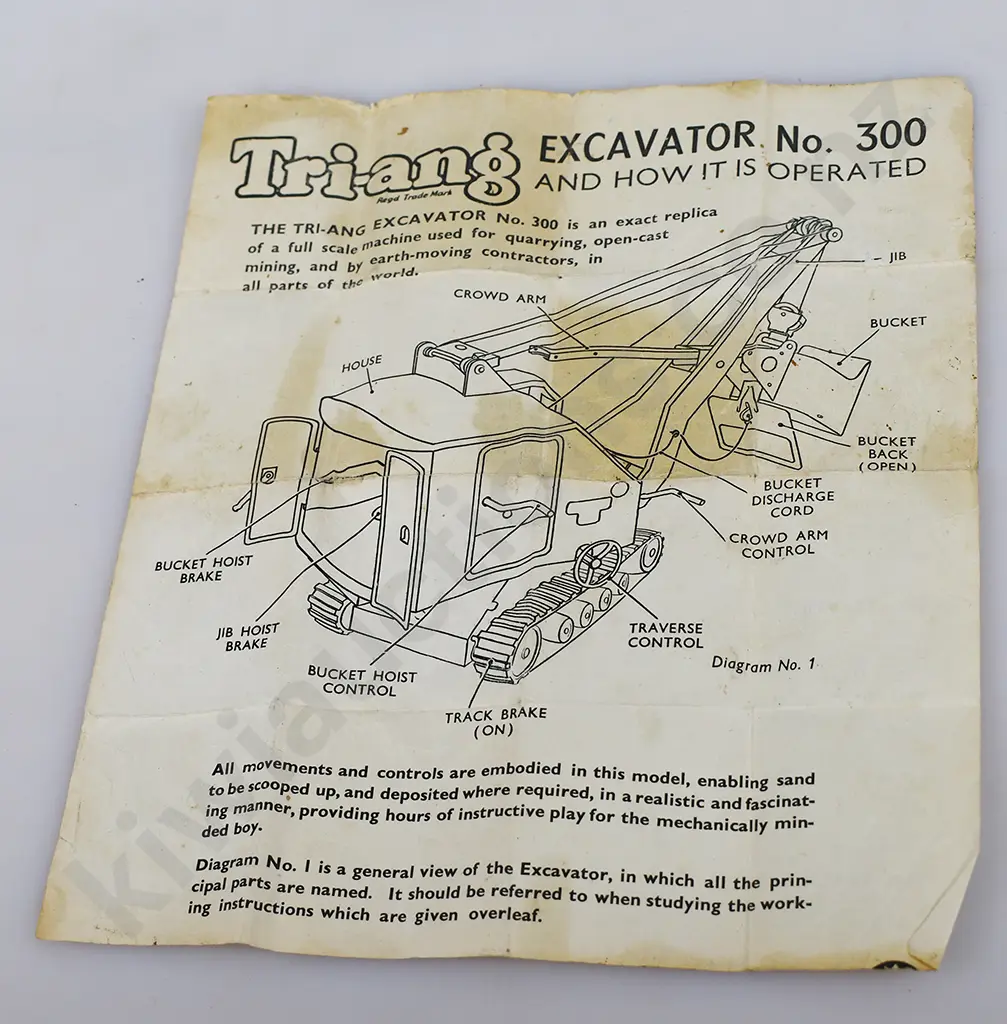 Tri-ang
Regd Trade Mark
EXCAVATOR No. 300
AND HOW IT IS OPERATED
THE TRI-ANG EXCAVATOR No. 300 is an exact replica
of a full scale machine used for quarrying, open-cast
mining, and by earth-moving contractors, in
all parts of the world.
JIB
CROWD ARM
BUCKET
HOUSE
BUCKET
BACK
(OPEN)
BUCKET
DISCHARGE
CORD
CROWD ARM
CONTROL
BUCKET HOIST
BRAKE
JIB HOIST
BRAKE
TRAVERSE
CONTROL
Diagram No. 1
BUCKET HOIST
CONTROL
TRACK BRAKE
(ON)
All movements and controls are embodied in this model, enabling sand
to be scooped up, and deposited where required, in a realistic and fascinat-
ing manner, providing hours of instructive play for the mechanically min-
ded boy.
Diagram No. 1 is a general view of the Excavator, in which all the prin-
cipal parts are named. It should be referred to when studying the work-
ing instructions which are given overleaf.